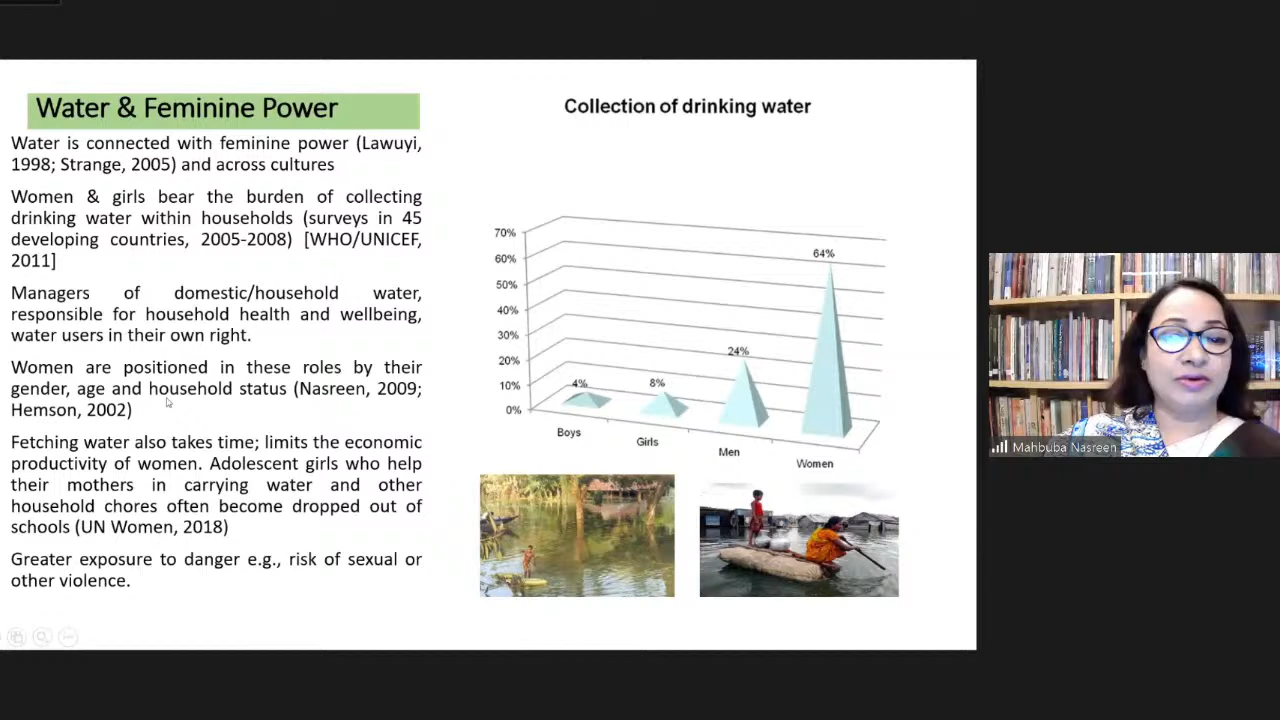 Water & Feminine Power
Water is connected with feminine power (Lawuyi,
1998; Strange, 2005) and across cultures
Women & girls bear the burden of collecting
drinking water within households (surveys in 45
developing countries, 2005-2008) [WHO/UNICEF,
2011]
Managers of domestic/household water,
responsible for household health and wellbeing,
water users in their own right.
Women are positioned in these roles by their
gender, age and household status (Nasreen, 2009;
Hemson, 2002)
Fetching water also takes time; limits the economic
productivity of women. Adolescent girls who help
their mothers in carrying water and other
household chores often become dropped out of
schools (UN Women, 2018)
Greater exposure to danger e.g., risk of sexual or
other violence.
Collection of drinking water
70%
60%
50%
40%
30%
20%
10%
0%
4%
8%
24%
64%
Boys
Girls
Men
Women
Mahbuba Nasreen